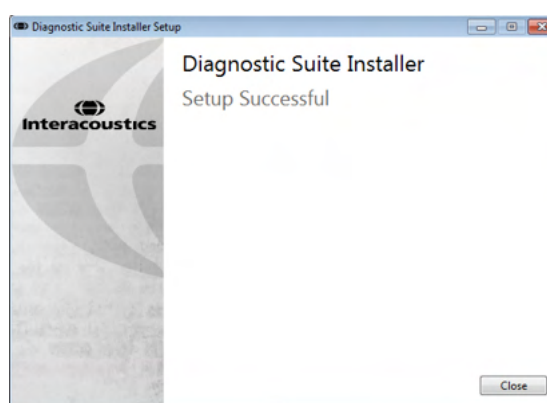 Diagnostic Suite Installer Setup
Diagnostic Suite Installer
Setup Successful
Interacoustics
Close